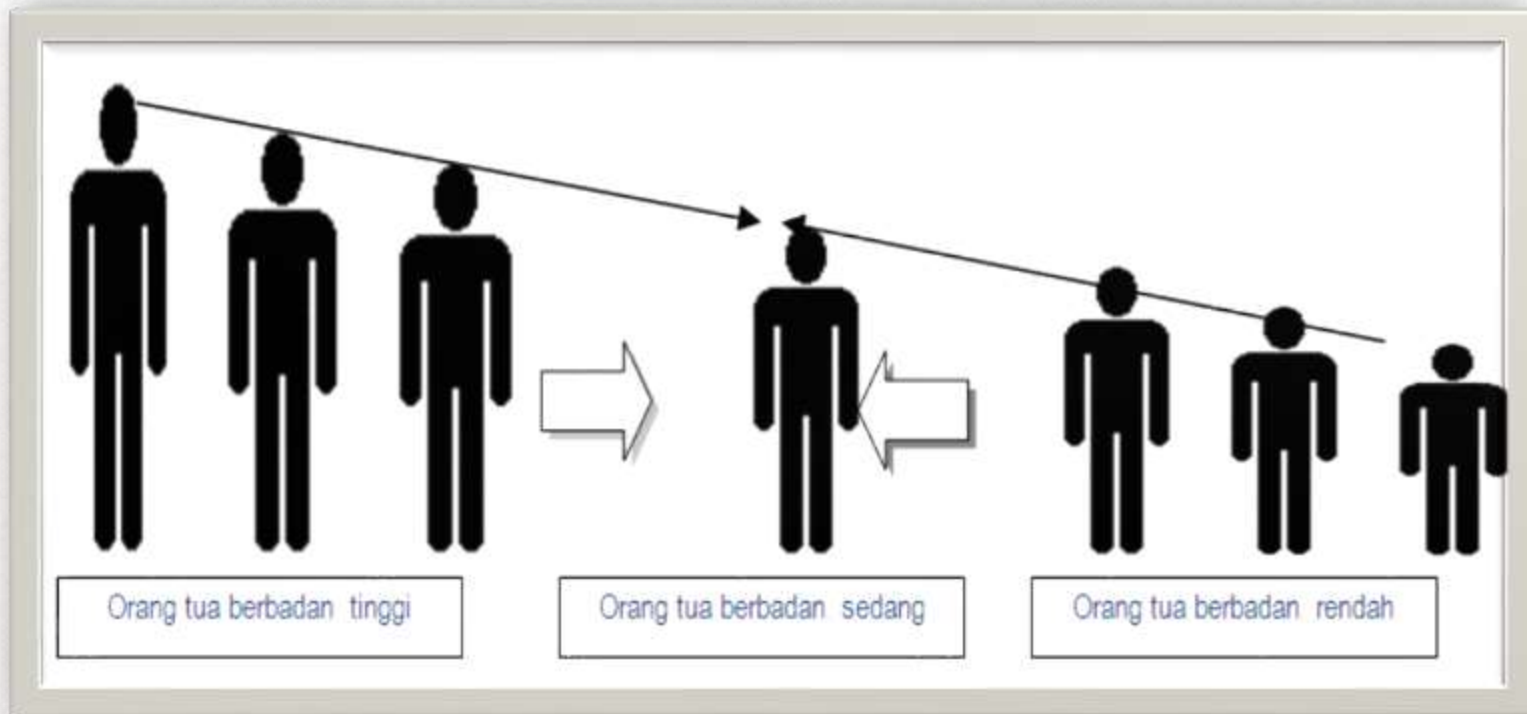 Orang tua berbadan tinggi
Orang tua berbadan sedang
Orang tua berbadan rendah